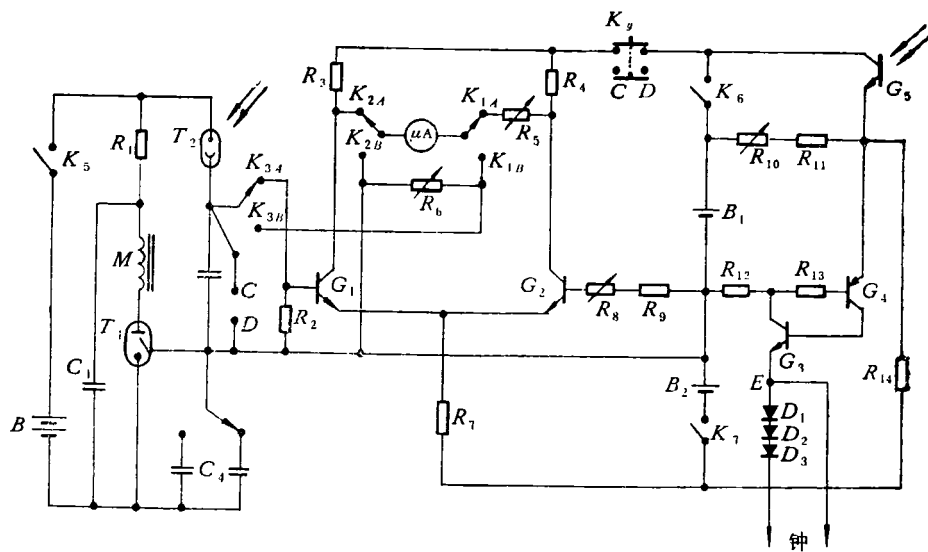 K₉
R₃
R₄
C D
K₆
G₅
K₂A
K₁A
R₅
K₂B
μA
R₁
T₂
K₅
K₃A
K₁B
R₁₀
R₁₁
K₃B
R₆
B₁
M
C
G₁
G₂
R₁₂
R₁₃
G₄
D
R₂
R₈
R₉
T₁
G₃
C₁
B₂
E
R₁₄
B
R₇
K₇
D₁
D₂
D₃
C₄
钟